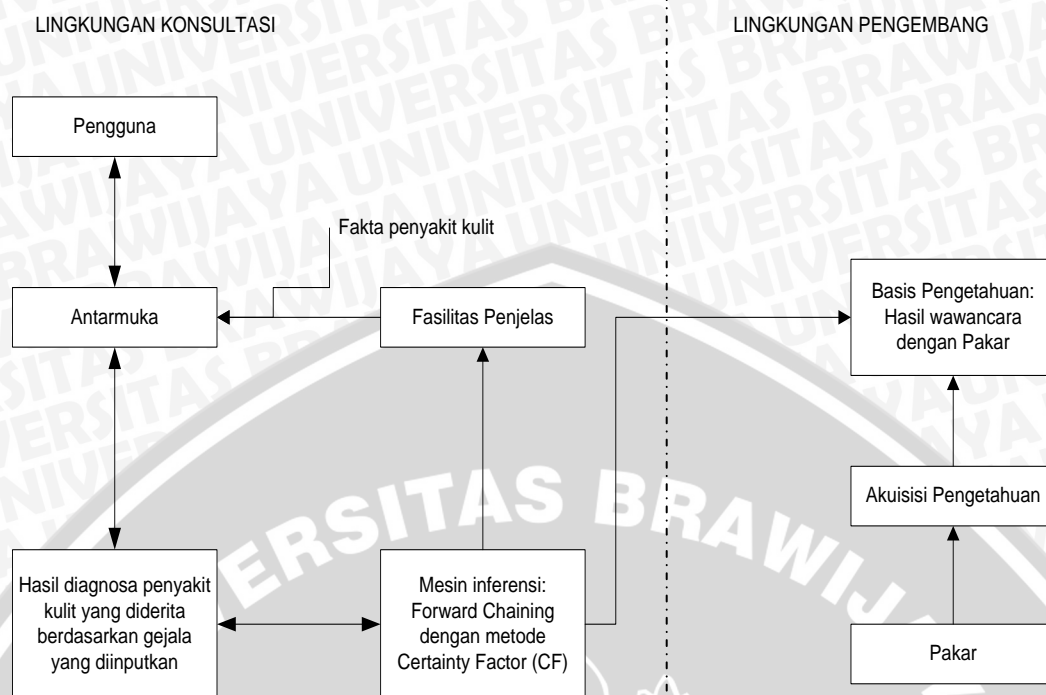 LINGKUNGAN KONSULTASI
LINGKUNGAN PENGEMBANG
Pengguna
Fakta penyakit kulit
Antarmuka
Fasilitas Penjelas
Basis Pengetahuan:
Hasil wawancara
dengan Pakar
Akuisisi Pengetahuan
Hasil diagnosa penyakit
kulit yang diderita
berdasarkan gejala
yang diinputkan
Mesin inferensi:
Forward Chaining
dengan metode
Certainty Factor (CF)
Pakar
ERSITAS BRAWIJA